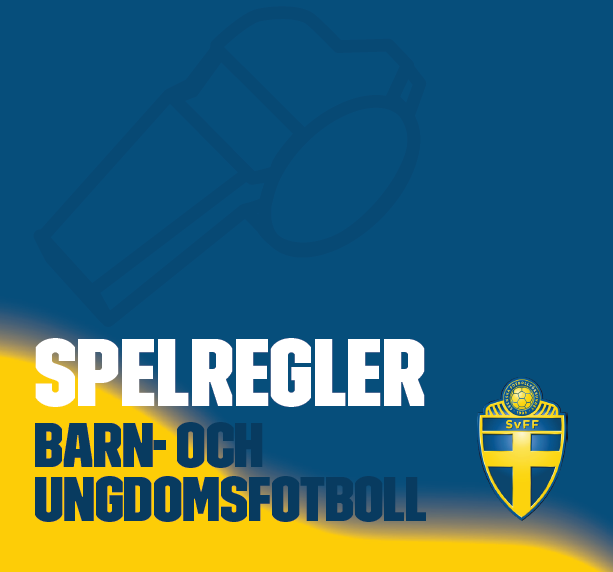 SPELREGLER
BARN- OCH
UNGDOMSFOTBOLL
SvFF